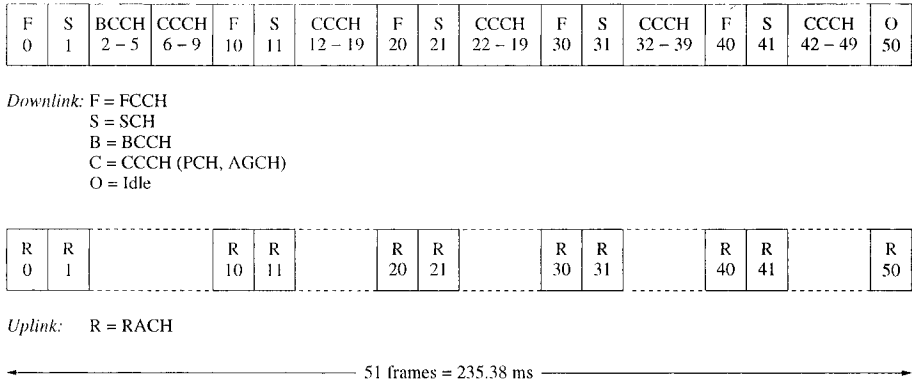 F S BCCH CCCH F S CCCH F S CCCH F S CCCH F S CCCH O
0 1 2 – 5 6 – 9 10 11 12 – 19 20 21 22 – 19 30 31 32 – 39 40 41 42 – 49 50
Downlink: F = FCCH
S = SCH
B = BCCH
C = CCCH (PCH, AGCH)
O = Idle
R R R R R R R R R R R
0 1 10 11 20 21 30 31 40 41 50
Uplink: R = RACH
51 frames = 235.38 ms